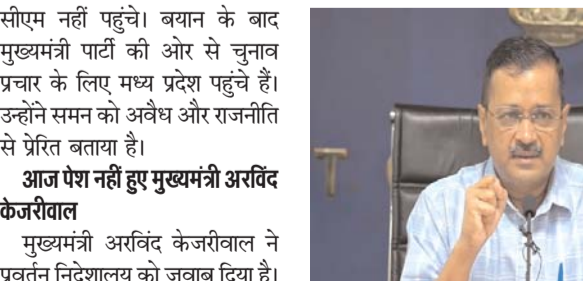 सीएम नहीं पहुंचे। बयान के बाद
मुख्यमंत्री पार्टी की ओर से चुनाव
प्रचार के लिए मध्य प्रदेश पहुंचे हैं।
उन्होंने समन को अवैध और राजनीति
से प्रेरित बताया है।
आज पेश नहीं हुए मुख्यमंत्री अरविंद
केजरीवाल
मुख्यमंत्री अरविंद केजरीवाल ने
प्रवर्तन निदेशालय को जवाब दिया है।
T